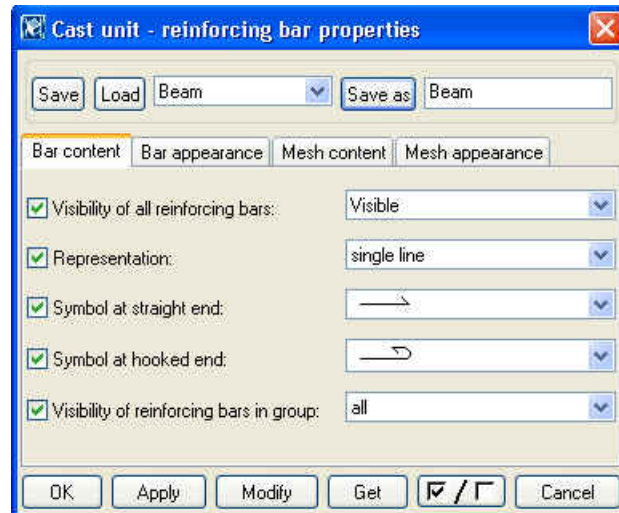 Cast unit - reinforcing bar properties
Save Load Beam Save as Beam
Bar content Bar appearance Mesh content Mesh appearance
Visibility of all reinforcing bars: Visible
Representation: single line
Symbol at straight end:
Symbol at hooked end:
Visibility of reinforcing bars in group: all
OK Apply Modify Get / Cancel